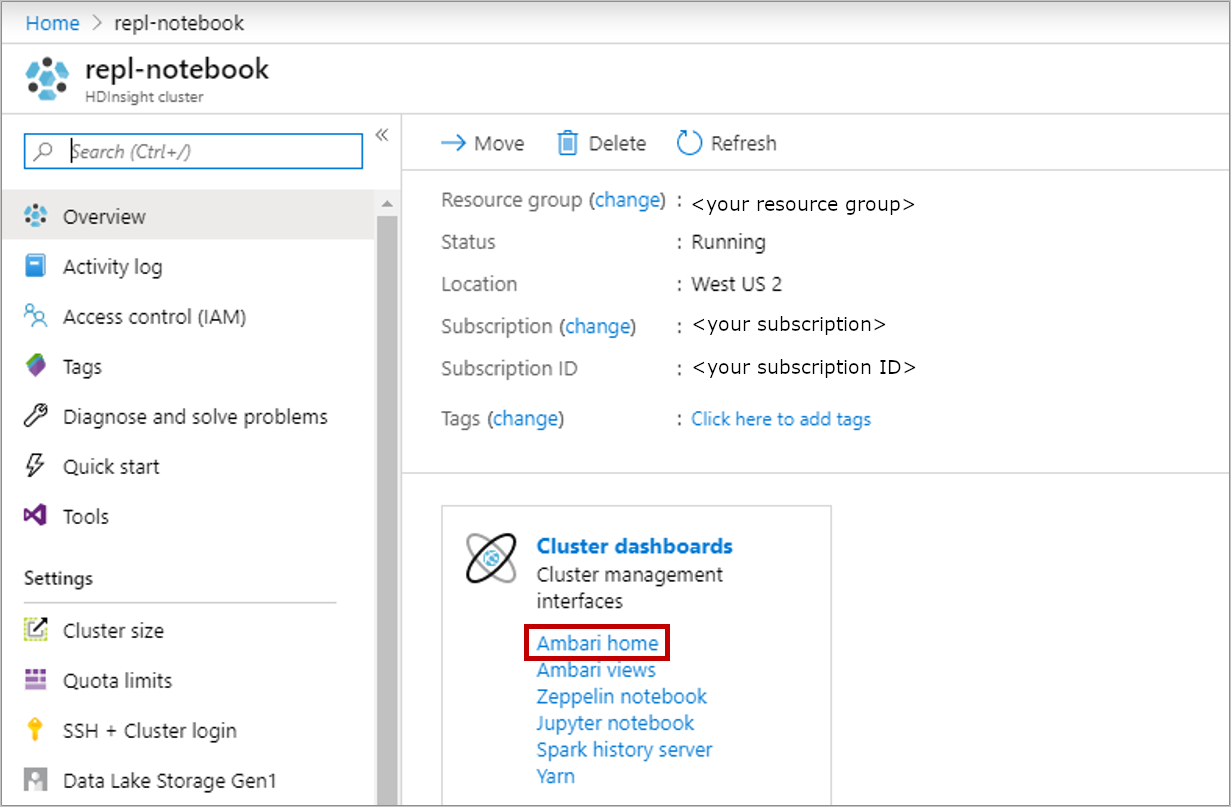 Home > repl-notebook
repl-notebook
HDInsight cluster
Search (Ctrl+/)
«
Overview
Activity log
Access control (IAM)
Tags
Diagnose and solve problems
Quick start
Tools
Settings
Cluster size
Quota limits
SSH + Cluster login
Data Lake Storage Gen1
Move Delete Refresh
Resource group (change) : <your resource group>
Status : Running
Location : West US 2
Subscription (change) : <your subscription>
Subscription ID : <your subscription ID>
Tags (change) : Click here to add tags
Cluster dashboards
Cluster management
interfaces
Ambari home
Ambari views
Zeppelin notebook
Jupyter notebook
Spark history server
Yarn